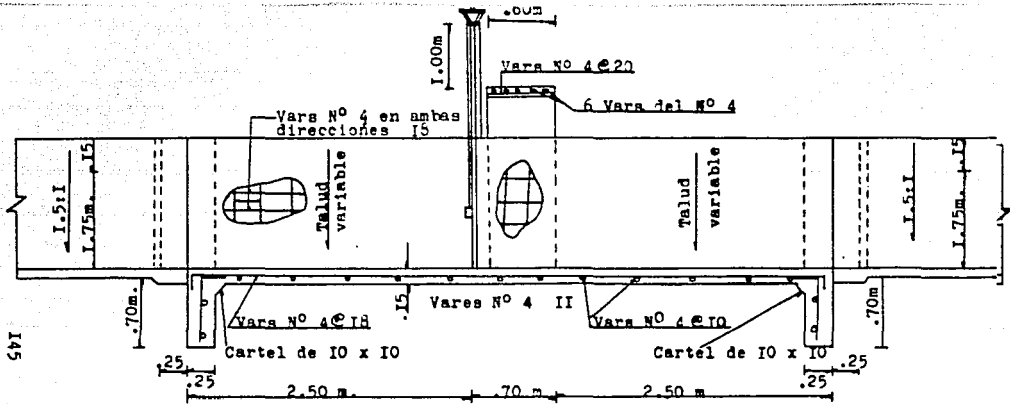 .60m
1.00m
Vars Nº 4 @ 20
6 Vars del Nº 4
Vars Nº 4 en ambas
direcciones I5
I5
I.5:I
I.75m.
Talud
variable
Talud
variable
I5
I.5:I
I.75m.
.70m.
Vars Nº 4 @ I8
.I5
Vares Nº 4 II
Vars Nº 4 @ I0
.70m.
Cartel de I0 x I0
Cartel de I0 x I0
.25
.25
2.50 m.
.70 m
2.50 m
.25
.25
I45